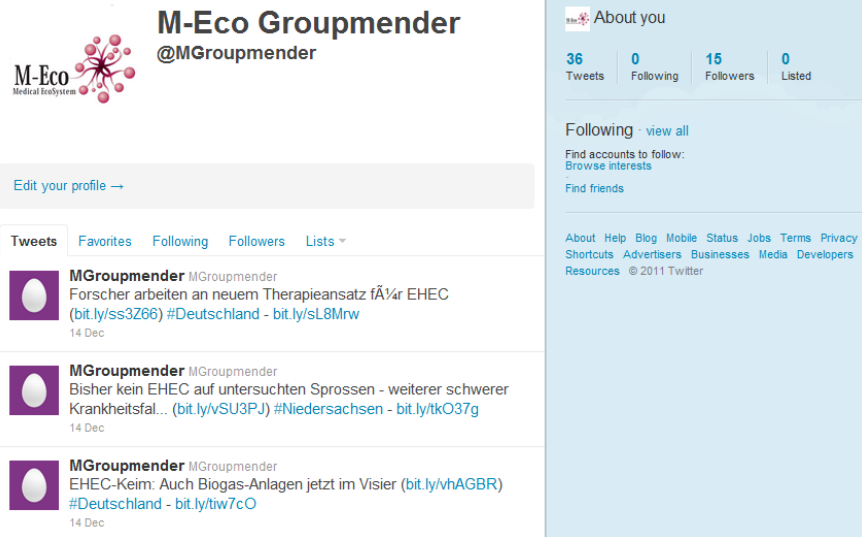 M-Eco
Medical EcoSystem
M-Eco Groupmender
@MGroupmender
Edit your profile →
Tweets Favorites Following Followers Lists
MGroupmender MGroupmender
Forscher arbeiten an neuem Therapieansatz fÃ¼r EHEC
(bit.ly/ss3Z66) #Deutschland - bit.ly/sL8Mrw
14 Dec
MGroupmender MGroupmender
Bisher kein EHEC auf untersuchten Sprossen - weiterer schwerer
Krankheitsfal... (bit.ly/vSU3PJ) #Niedersachsen - bit.ly/tkO37g
14 Dec
MGroupmender MGroupmender
EHEC-Keim: Auch Biogas-Anlagen jetzt im Visier (bit.ly/vhAGBR)
#Deutschland - bit.ly/tiw7cO
14 Dec
M-Eco
About you
36 0 15 0
Tweets Following Followers Listed
Following · view all
Find accounts to follow:
Browse interests
·
Find friends
About Help Blog Mobile Status Jobs Terms Privacy
Shortcuts Advertisers Businesses Media Developers
Resources © 2011 Twitter